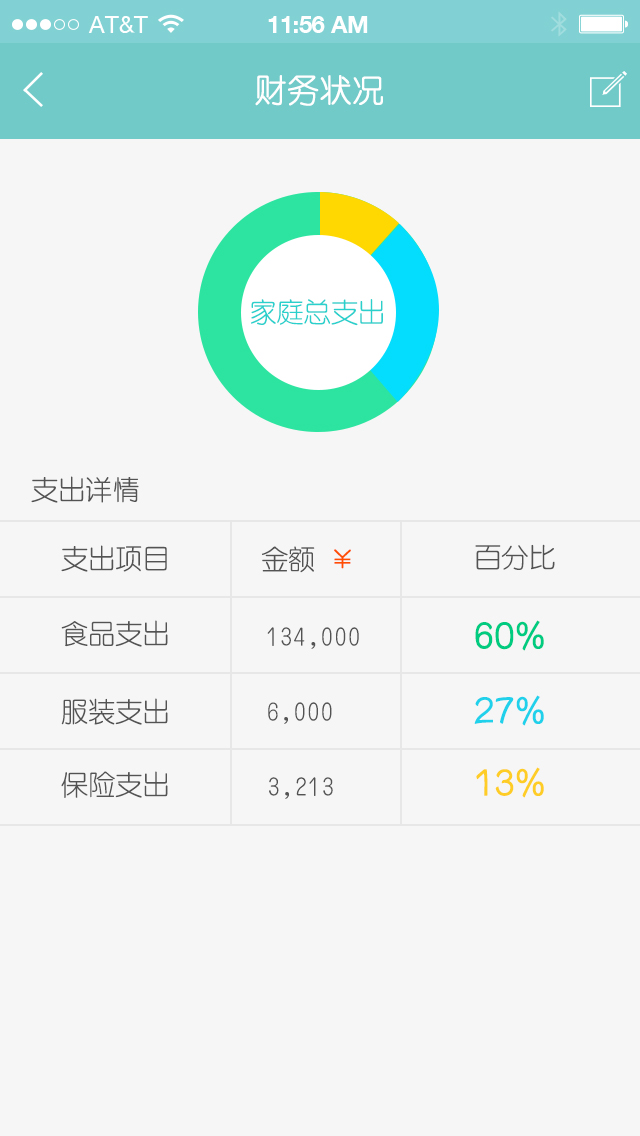 AT&T 11:56 AM
财务状况
家庭总支出
支出详情
支出项目 金额 ¥ 百分比
食品支出 134,000 60%
服装支出 6,000 27%
保险支出 3,213 13%